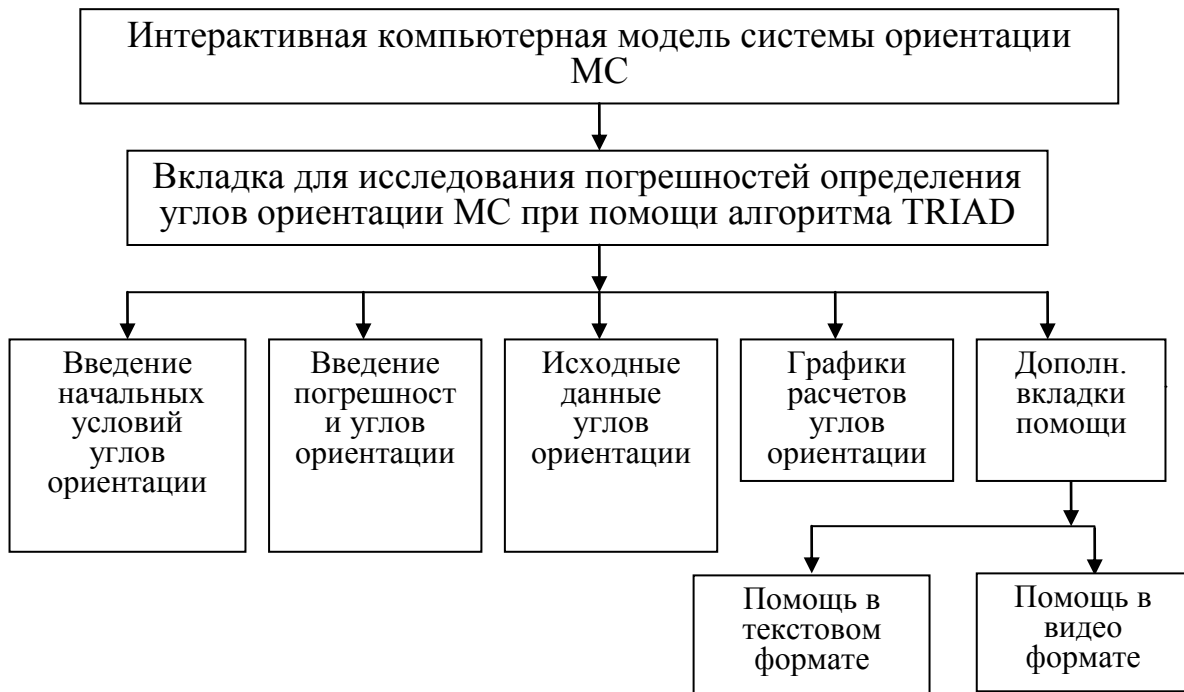 Интерактивная компьютерная модель системы ориентации
МС
Вкладка для исследования погрешностей определения
углов ориентации МС при помощи алгоритма TRIAD
Введение
начальных
условий
углов
ориентации
Введение
погрешност
и углов
ориентации
Исходные
данные
углов
ориентации
Графики
расчетов
углов
ориентации
Дополн.
вкладки
помощи
Помощь в
текстовом
формате
Помощь в
видео
формате